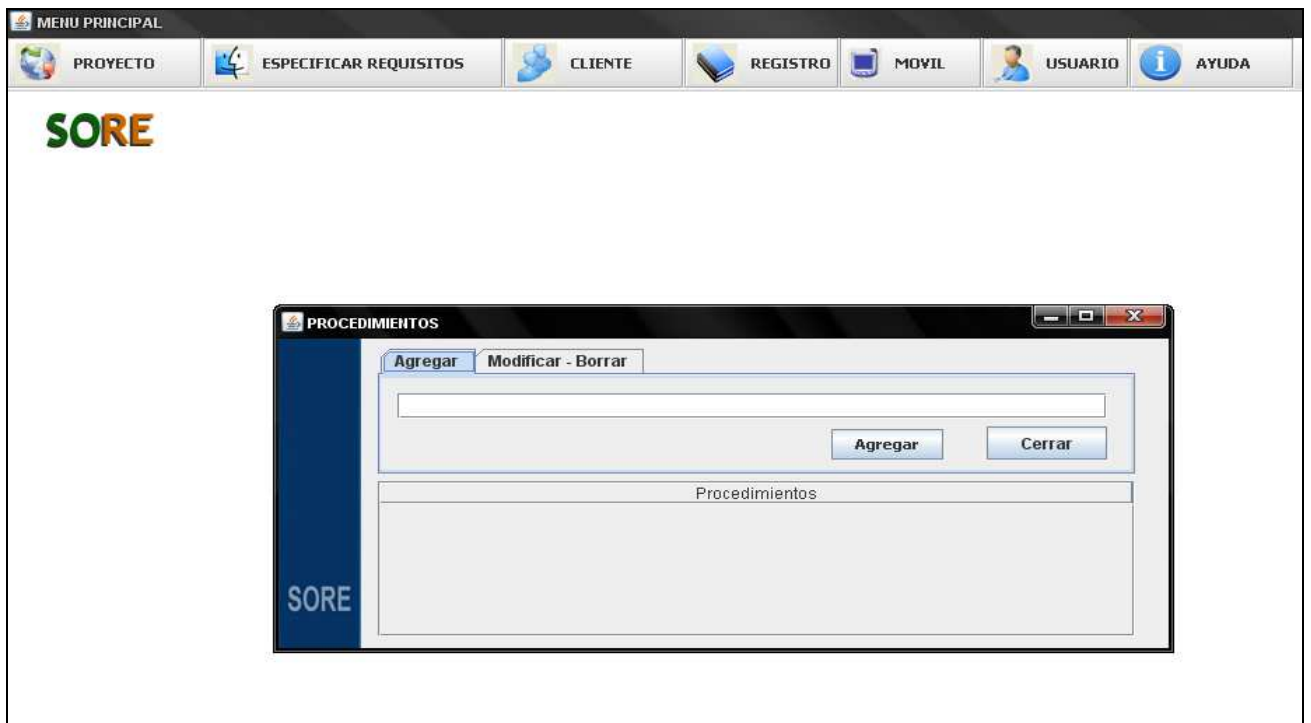 MENU PRINCIPAL
PROYECTO ESPECIFICAR REQUISITOS CLIENTE REGISTRO MOVIL USUARIO AYUDA
SORE
PROCEDIMIENTOS
Agregar Modificar - Borrar
Agregar Cerrar
Procedimientos
SORE